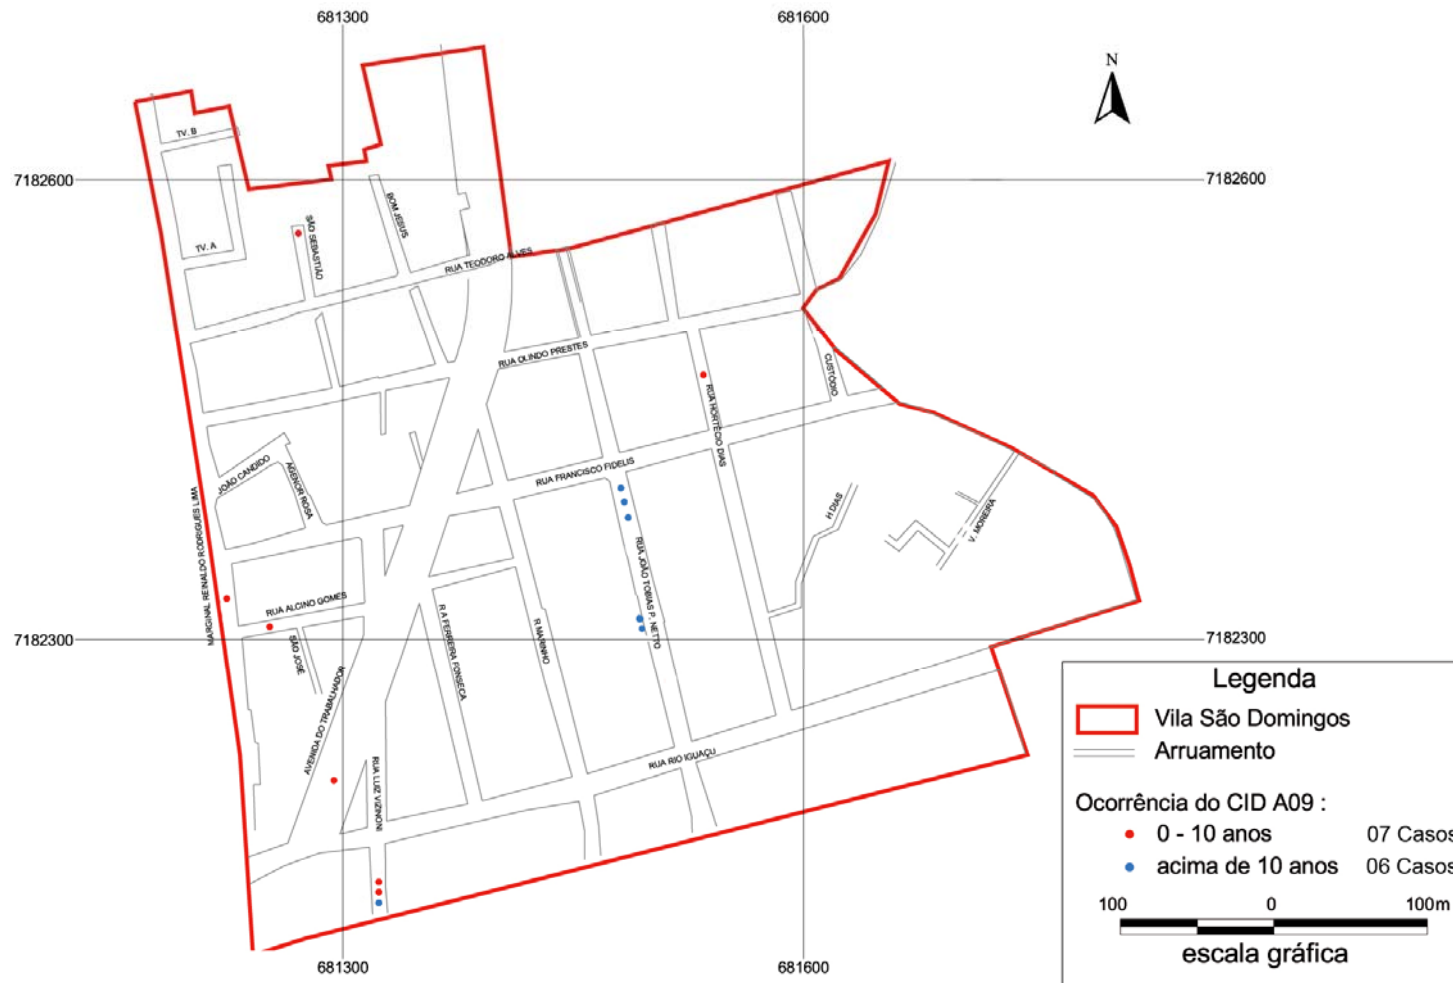 681300
681600
N
TV. B
7182600
7182600
BOM JESUS
SÃO SEBASTIÃO
TV. A
RUA TEODORO ALVES
RUA OLINDO PRESTES
CUSTÓDIO
RUA HORTÊCIO DIAS
JOÃO CANDIDO
RUA FRANCISCO FIDELIS
AGENOR ROSA
MARGINAL REINALDO RODRIGUES LIMA
H DIAS
V. MOREIRA
RUA JOÃO TOBIAS P. NETTO
RUA ALCINO GOMES
R A FERREIRA FONSECA
R MARINHO
SÃO JOSÉ
7182300
7182300
AVENIDA DO TRABALHADOR
RUA LUIZ VIZINONI
RUA RIO IGUAÇU
Legenda
Vila São Domingos
Arruamento
Ocorrência do CID A09 :
0 - 10 anos 07 Casos
acima de 10 anos 06 Casos
100 0 100m
escala gráfica
681300
681600